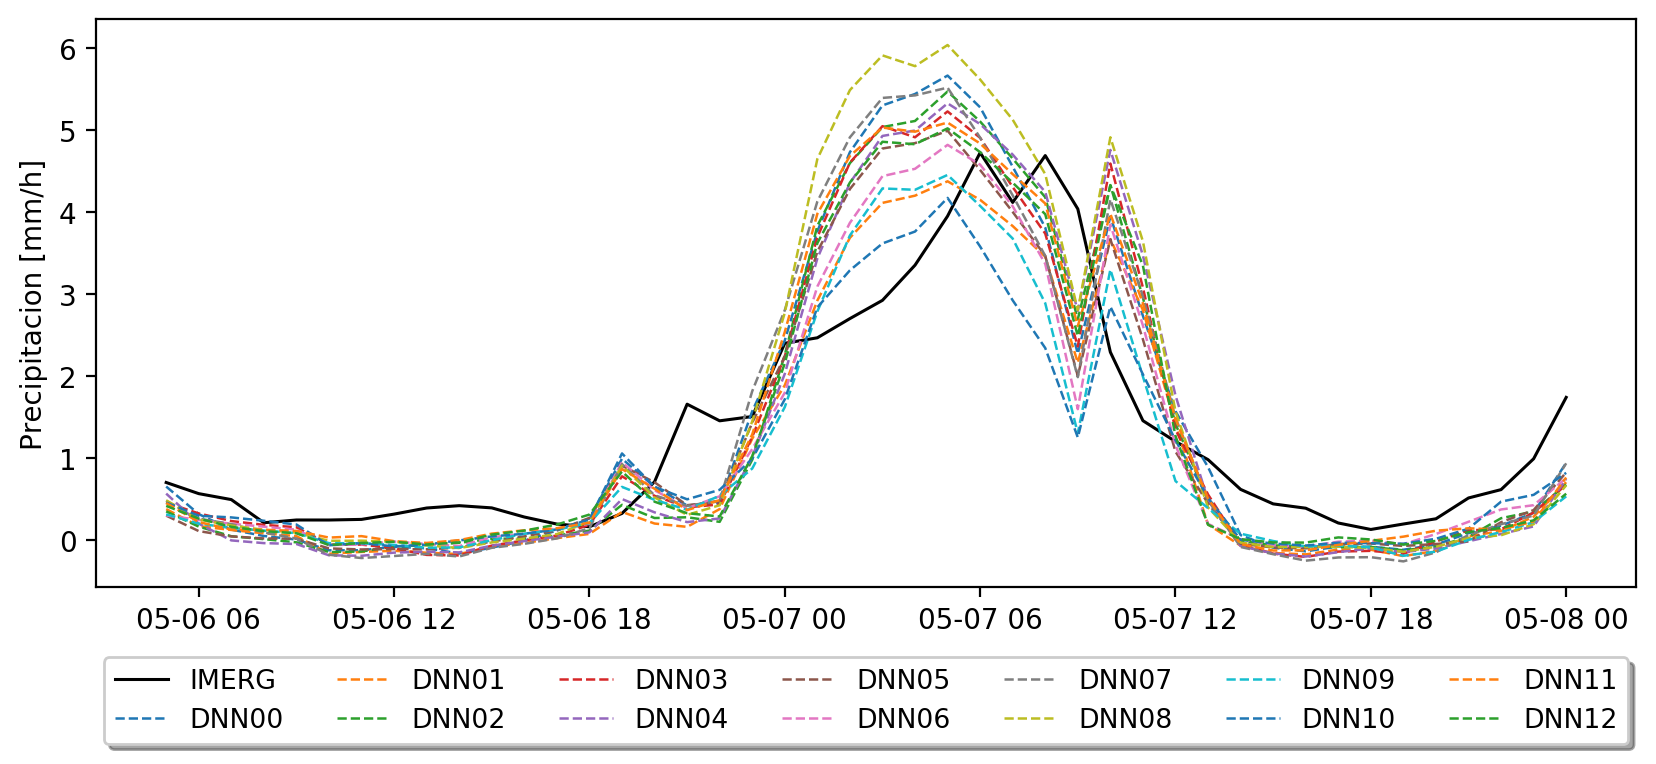 6
5
4
3
2
1
0
Precipitacion [mm/h]
05-06 06 05-06 12 05-06 18 05-07 00 05-07 06 05-07 12 05-07 18 05-08 00
IMERG DNN01 DNN03 DNN05 DNN07 DNN09 DNN11
DNN00 DNN02 DNN04 DNN06 DNN08 DNN10 DNN12